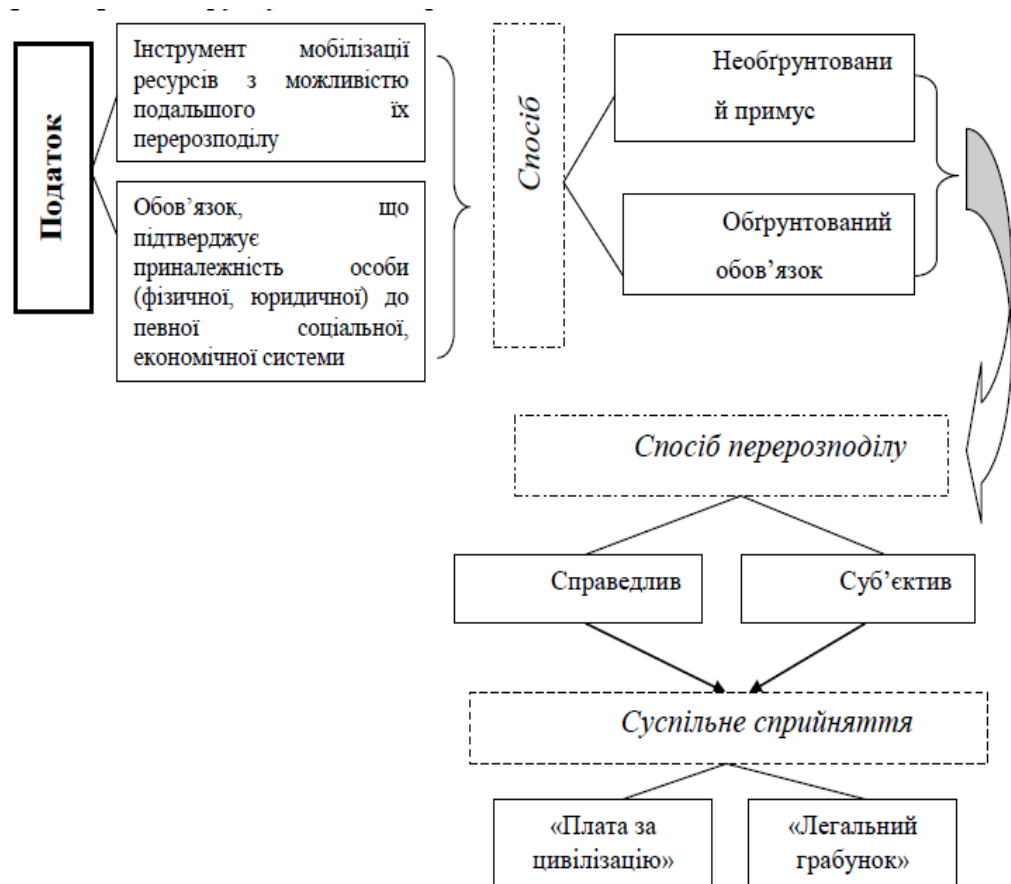 Податок
Інструмент мобілізації
ресурсів з можливістю
подальшого їх
перерозподілу
Обов’язок, що
підтверджує
приналежність особи
(фізичної, юридичної) до
певної соціальної,
економічної системи
Спосіб
Необґрунтовани
й примус
Обґрунтований
обов’язок
Спосіб перерозподілу
Справедлив
Суб’єктив
Суспільне сприйняття
«Плата за
цивілізацію»
«Легальний
грабунок»